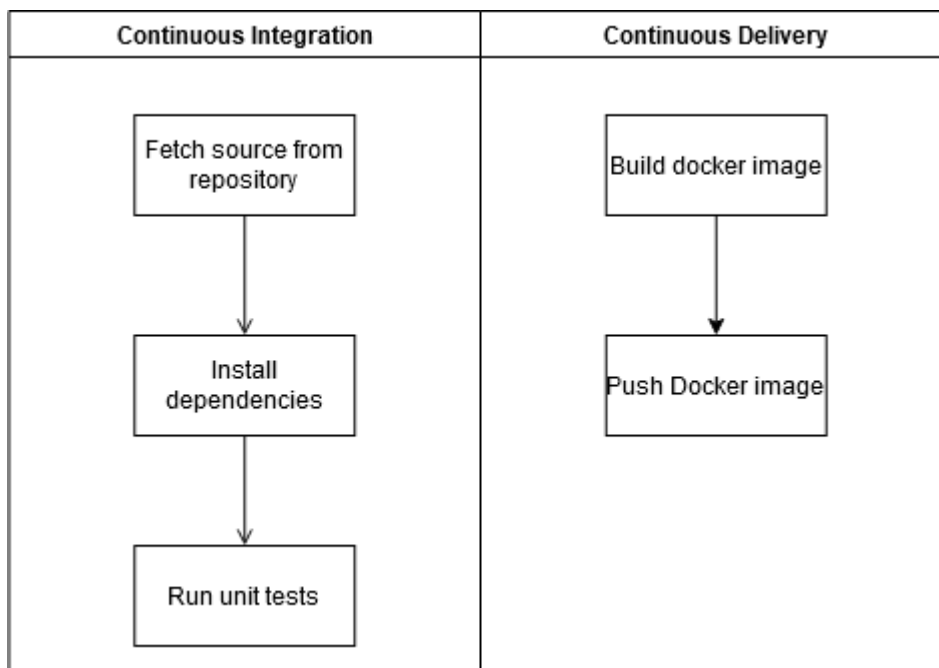 Continuous Integration
Continuous Delivery
Fetch source from
repository
Install
dependencies
Run unit tests
Build docker image
Push Docker image